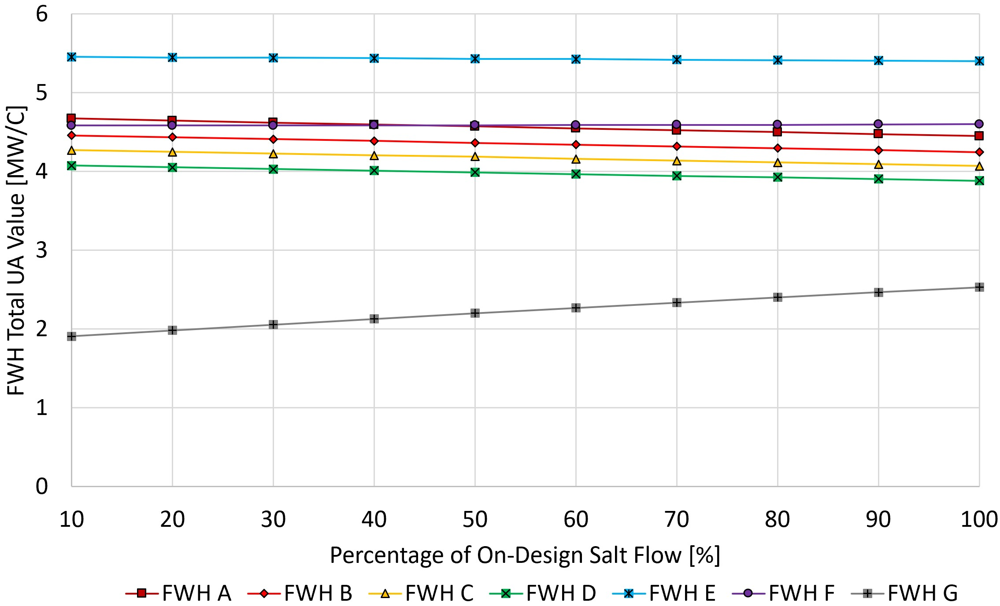 6
5
4
3
2
1
0
FWH Total UA Value [MW/C]
10 20 30 40 50 60 70 80 90 100
Percentage of On-Design Salt Flow [%]
FWH A FWH B FWH C FWH D FWH E FWH F FWH G